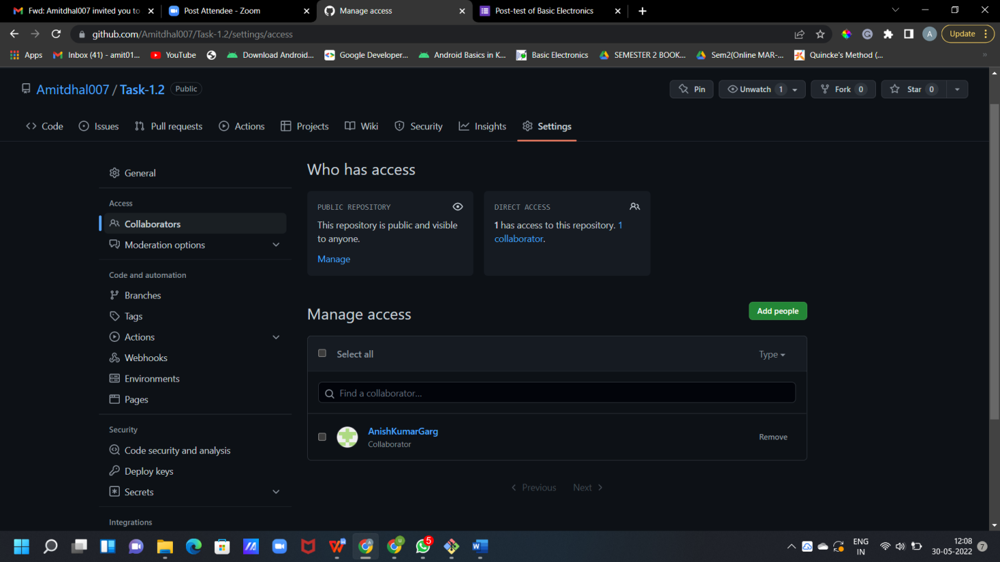 Fwd: Amitdhal007 invited you to
Post Attendee - Zoom
Manage access
Post-test of Basic Electronics
github.com/Amitdhal007/Task-1.2/settings/access
A
Update
Apps
Inbox (41) - amit01...
YouTube
Download Android...
Google Developer...
Android Basics in K...
Basic Electronics
SEMESTER 2 BOOK...
Sem2(Online MAR-...
Quincke's Method (...
»
Amitdhal007 / Task-1.2 Public
Pin
Unwatch 1
Fork 0
Star 0
Code
Issues
Pull requests
Actions
Projects
Wiki
Security
Insights
Settings
General
Access
Collaborators
Moderation options
Code and automation
Branches
Tags
Actions
Webhooks
Environments
Pages
Security
Code security and analysis
Deploy keys
Secrets
Integrations
Who has access
PUBLIC REPOSITORY
This repository is public and visible
to anyone.
Manage
DIRECT ACCESS
1 has access to this repository. 1
collaborator.
Manage access
Add people
Select all
Type
Find a collaborator...
AnishKumarGarg
Collaborator
Remove
Previous
Next
5
ENG
IN
12:08
30-05-2022
7